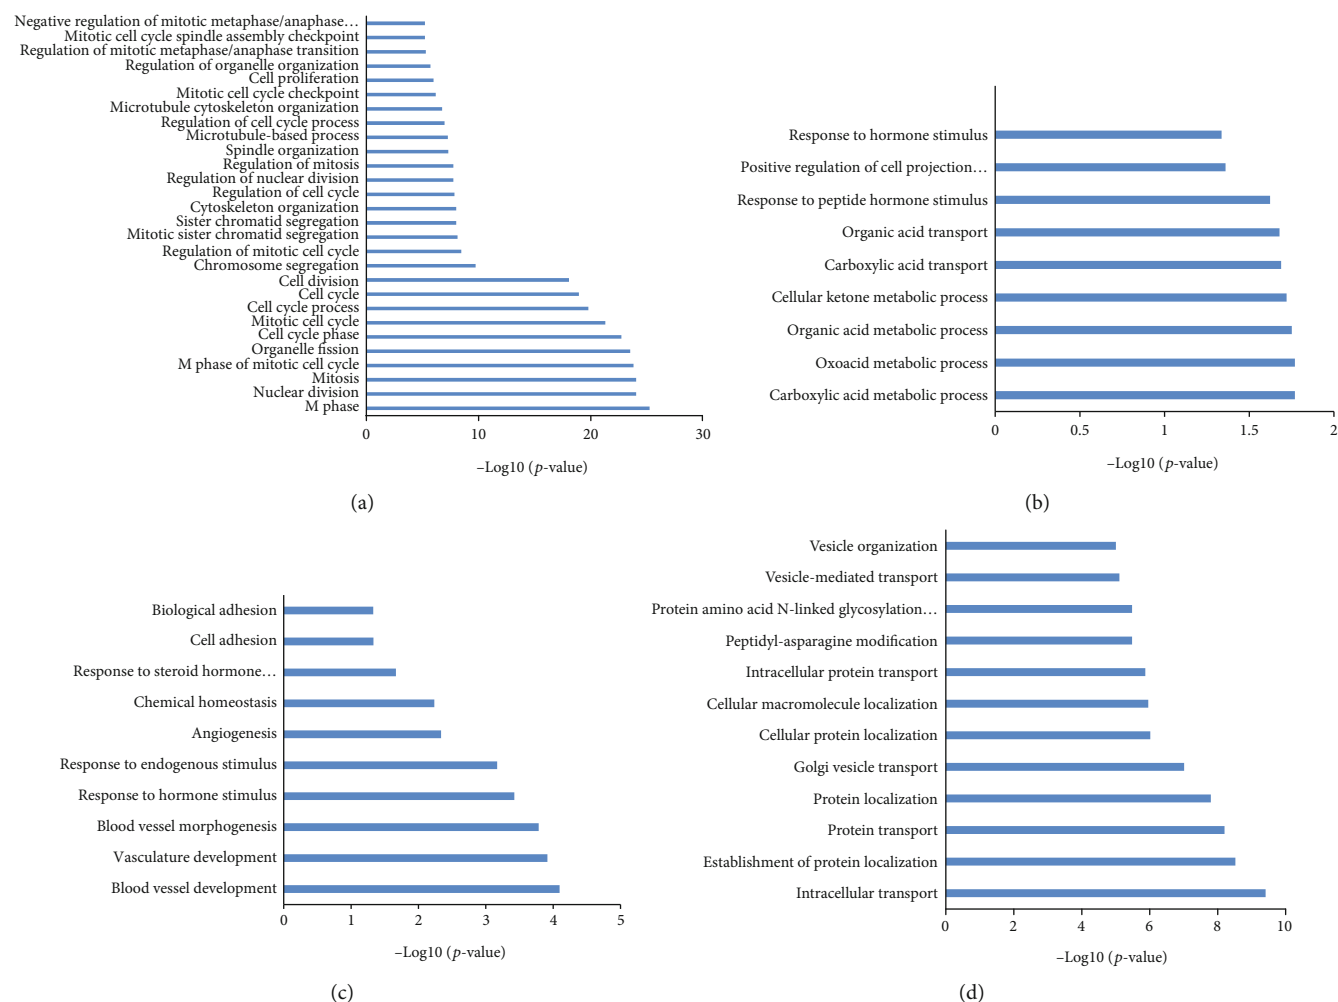 Negative regulation of mitotic metaphase/anaphase…
Mitotic cell cycle spindle assembly checkpoint
Regulation of mitotic metaphase/anaphase transition
Regulation of organelle organization
Cell proliferation
Mitotic cell cycle checkpoint
Microtubule cytoskeleton organization
Regulation of cell cycle process
Microtubule-based process
Spindle organization
Regulation of mitosis
Regulation of nuclear division
Regulation of cell cycle
Cytoskeleton organization
Sister chromatid segregation
Mitotic sister chromatid segregation
Regulation of mitotic cell cycle
Chromosome segregation
Cell division
Cell cycle
Cell cycle process
Mitotic cell cycle
Cell cycle phase
Organelle fission
M phase of mitotic cell cycle
Mitosis
Nuclear division
M phase
0 10 20 30
–Log10 (p-value)
(a)
Response to hormone stimulus
Positive regulation of cell projection…
Response to peptide hormone stimulus
Organic acid transport
Carboxylic acid transport
Cellular ketone metabolic process
Organic acid metabolic process
Oxoacid metabolic process
Carboxylic acid metabolic process
0 0.5 1 1.5 2
–Log10 (p-value)
(b)
Biological adhesion
Cell adhesion
Response to steroid hormone…
Chemical homeostasis
Angiogenesis
Response to endogenous stimulus
Response to hormone stimulus
Blood vessel morphogenesis
Vasculature development
Blood vessel development
0 1 2 3 4 5
–Log10 (p-value)
(c)
Vesicle organization
Vesicle-mediated transport
Protein amino acid N-linked glycosylation…
Peptidyl-asparagine modification
Intracellular protein transport
Cellular macromolecule localization
Cellular protein localization
Golgi vesicle transport
Protein localization
Protein transport
Establishment of protein localization
Intracellular transport
0 2 4 6 8 10
–Log10 (p-value)
(d)